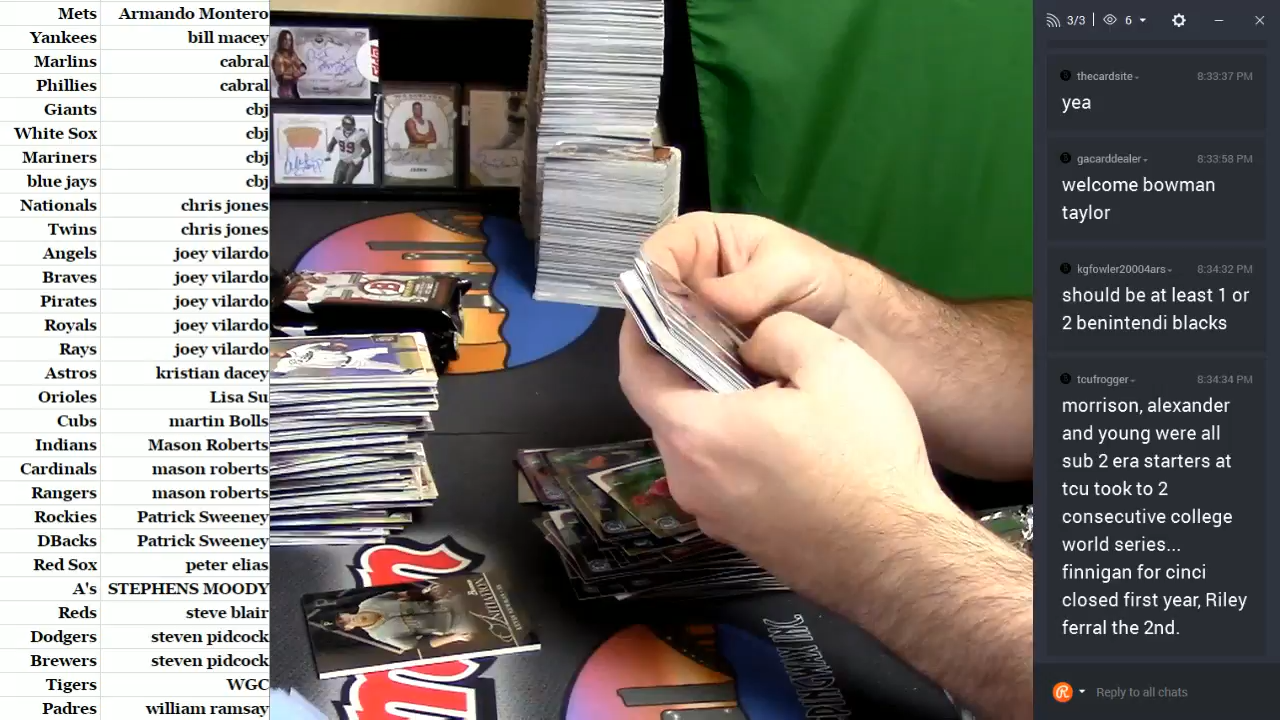 Mets Armando Montero
Yankees bill macey
Marlins cabral
Phillies cabral
Giants cbj
White Sox cbj
Mariners cbj
blue jays cbj
Nationals chris jones
Twins chris jones
Angels joey vilardo
Braves joey vilardo
Pirates joey vilardo
Royals joey vilardo
Rays joey vilardo
Astros kristian dacey
Orioles Lisa Su
Cubs martin Bolls
Indians Mason Roberts
Cardinals mason roberts
Rangers mason roberts
Rockies Patrick Sweeney
DBacks Patrick Sweeney
Red Sox peter elias
A's STEPHENS MOODY
Reds steve blair
Dodgers steven pidcock
Brewers steven pidcock
Tigers WGC
Padres william ramsay
99
3/3
6
thecardsite
8:33:37 PM
yea
gacarddealer
8:33:58 PM
welcome bowman
taylor
kgfowler20004ars
8:34:32 PM
should be at least 1 or
2 benintendi blacks
tcufrogger
8:34:34 PM
morrison, alexander
and young were all
sub 2 era starters at
tcu took to 2
consecutive college
world series...
finnigan for cinci
closed first year, Riley
ferral the 2nd.
Reply to all chats